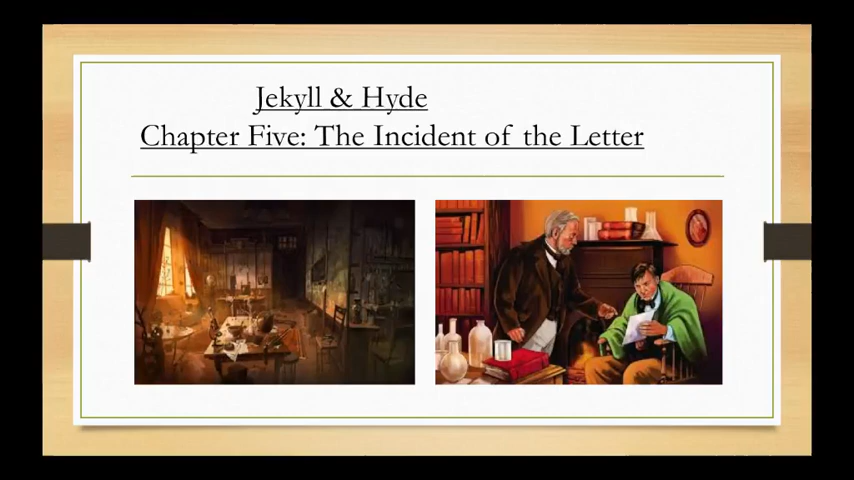 Jekyll & Hyde
Chapter Five: The Incident of the Letter